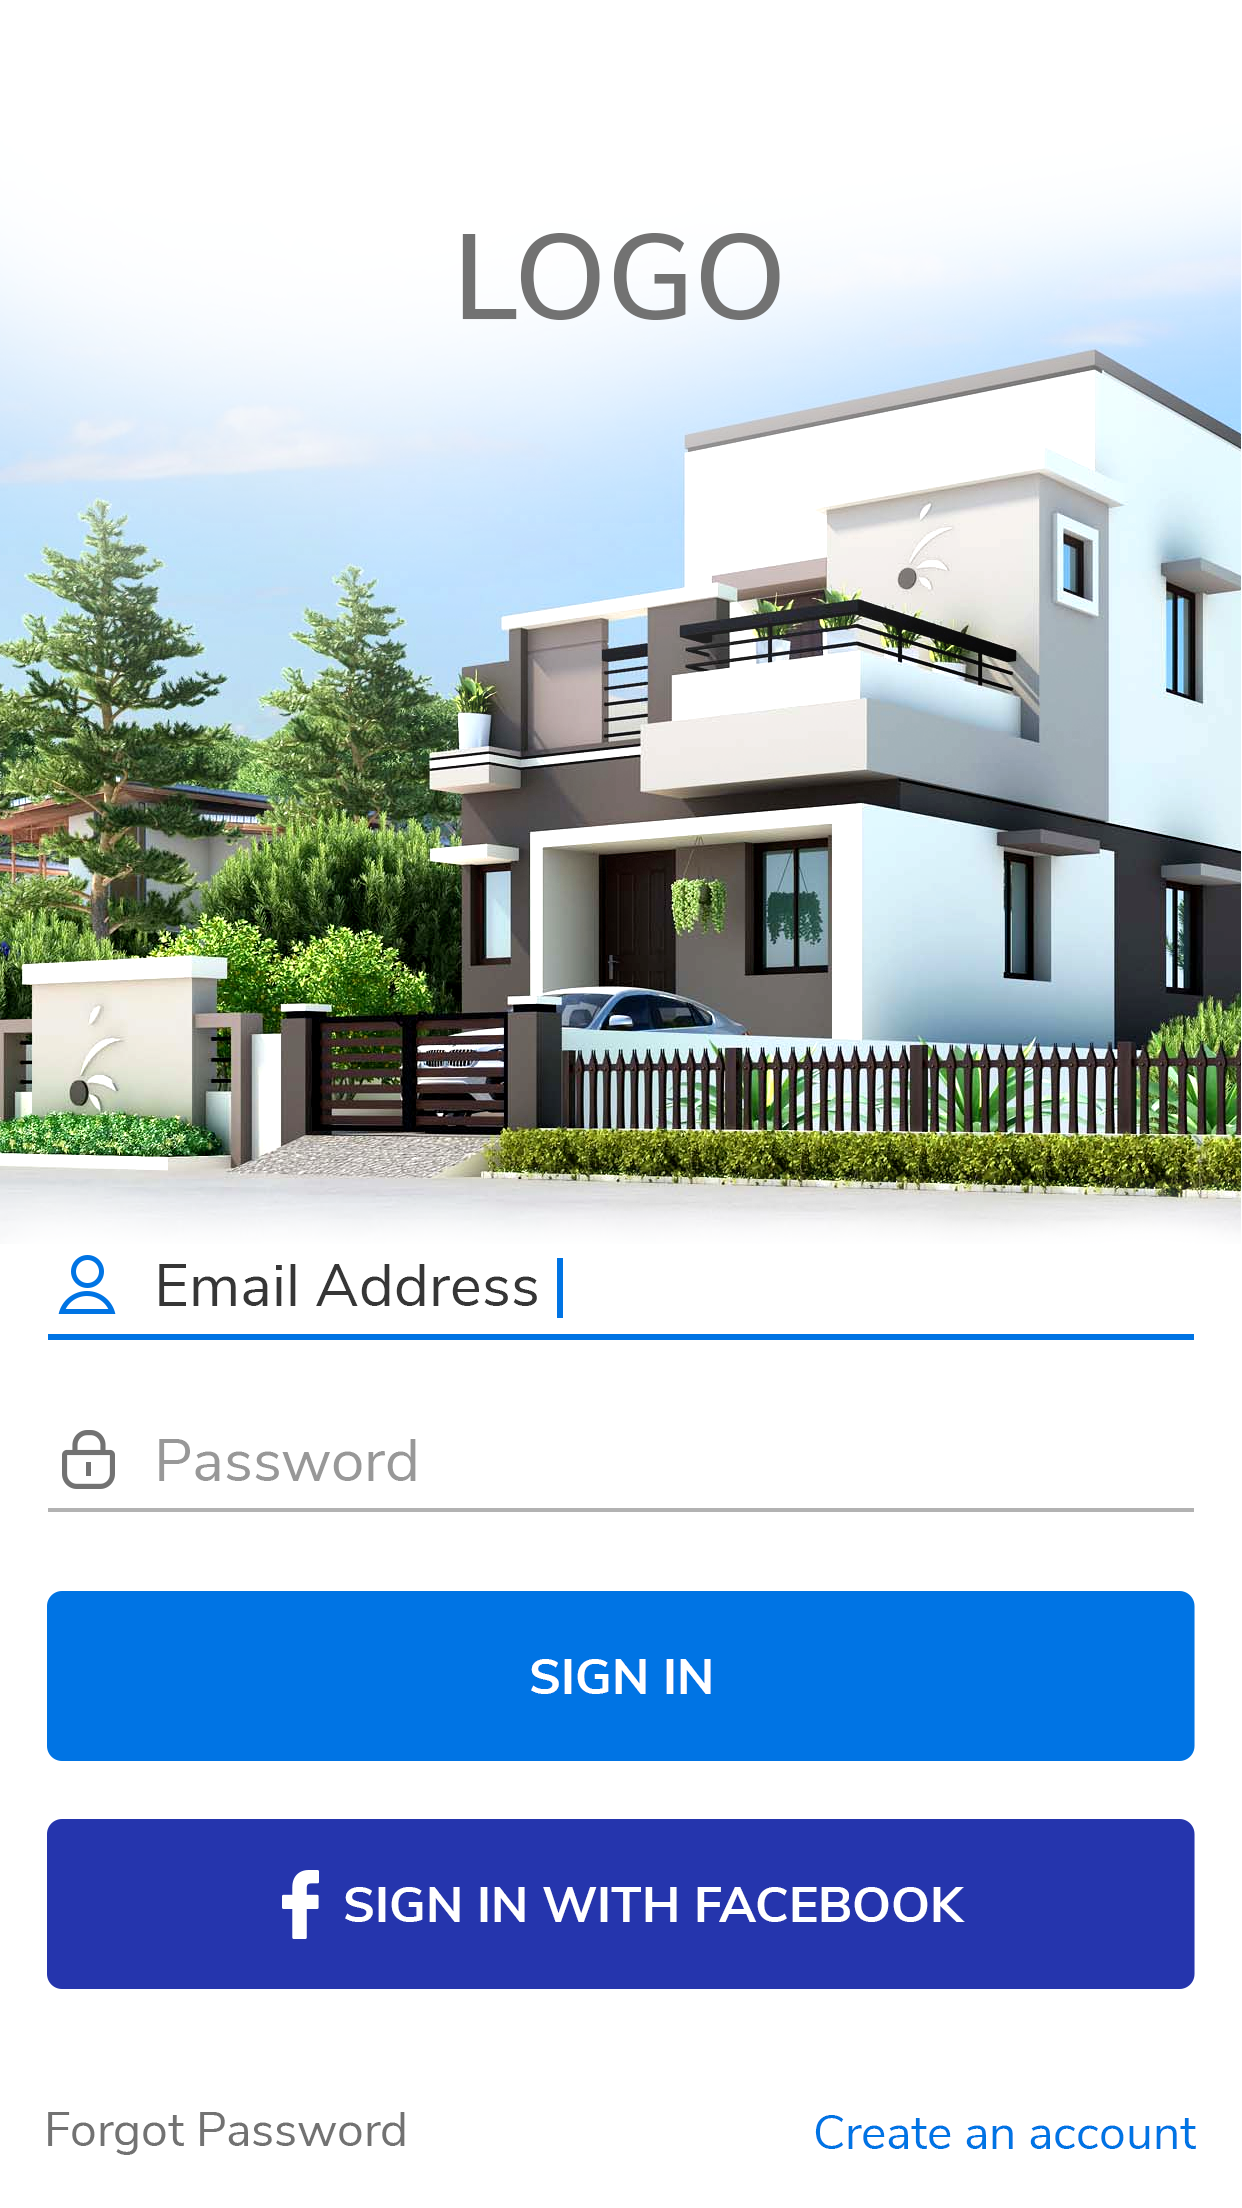 LOGO
Email Address
Password
SIGN IN
SIGN IN WITH FACEBOOK
Forgot Password
Create an account